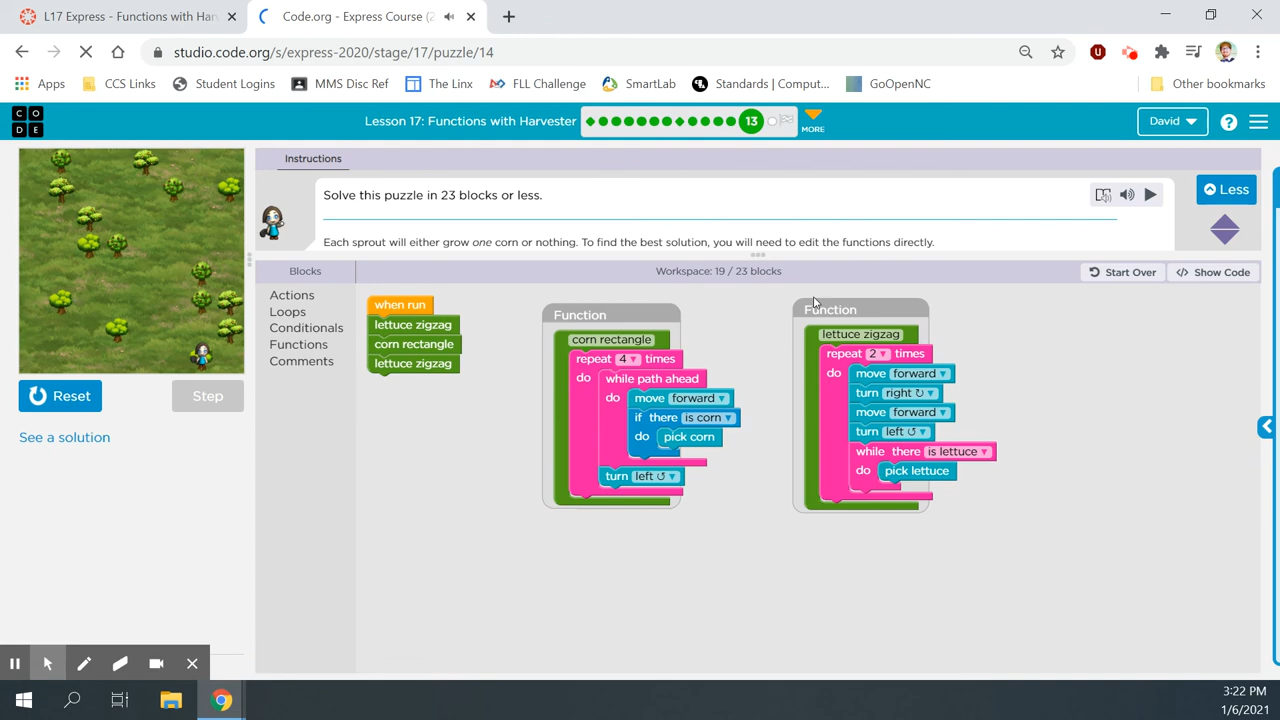 L17 Express - Functions with Harv
Code.org - Express Course (2
studio.code.org/s/express-2020/stage/17/puzzle/14
Apps
CCS Links
Student Logins
MMS Disc Ref
The Linx
FLL Challenge
SmartLab
Standards | Comput...
GoOpenNC
Other bookmarks
CODE
Lesson 17: Functions with Harvester
13
MORE
David
Instructions
Solve this puzzle in 23 blocks or less.
Less
Each sprout will either grow one corn or nothing. To find the best solution, you will need to edit the functions directly.
Blocks
Workspace: 19 / 23 blocks
Start Over
</> Show Code
Actions
Loops
Conditionals
Functions
Comments
when run
lettuce zigzag
corn rectangle
lettuce zigzag
Function
corn rectangle
repeat 4 times
do while path ahead
do move forward
if there is corn
do pick corn
turn left ↺
Function
lettuce zigzag
repeat 2 times
do move forward
turn right ↻
move forward
turn left ↺
while there is lettuce
do pick lettuce
Reset
Step
See a solution
3:22 PM
1/6/2021